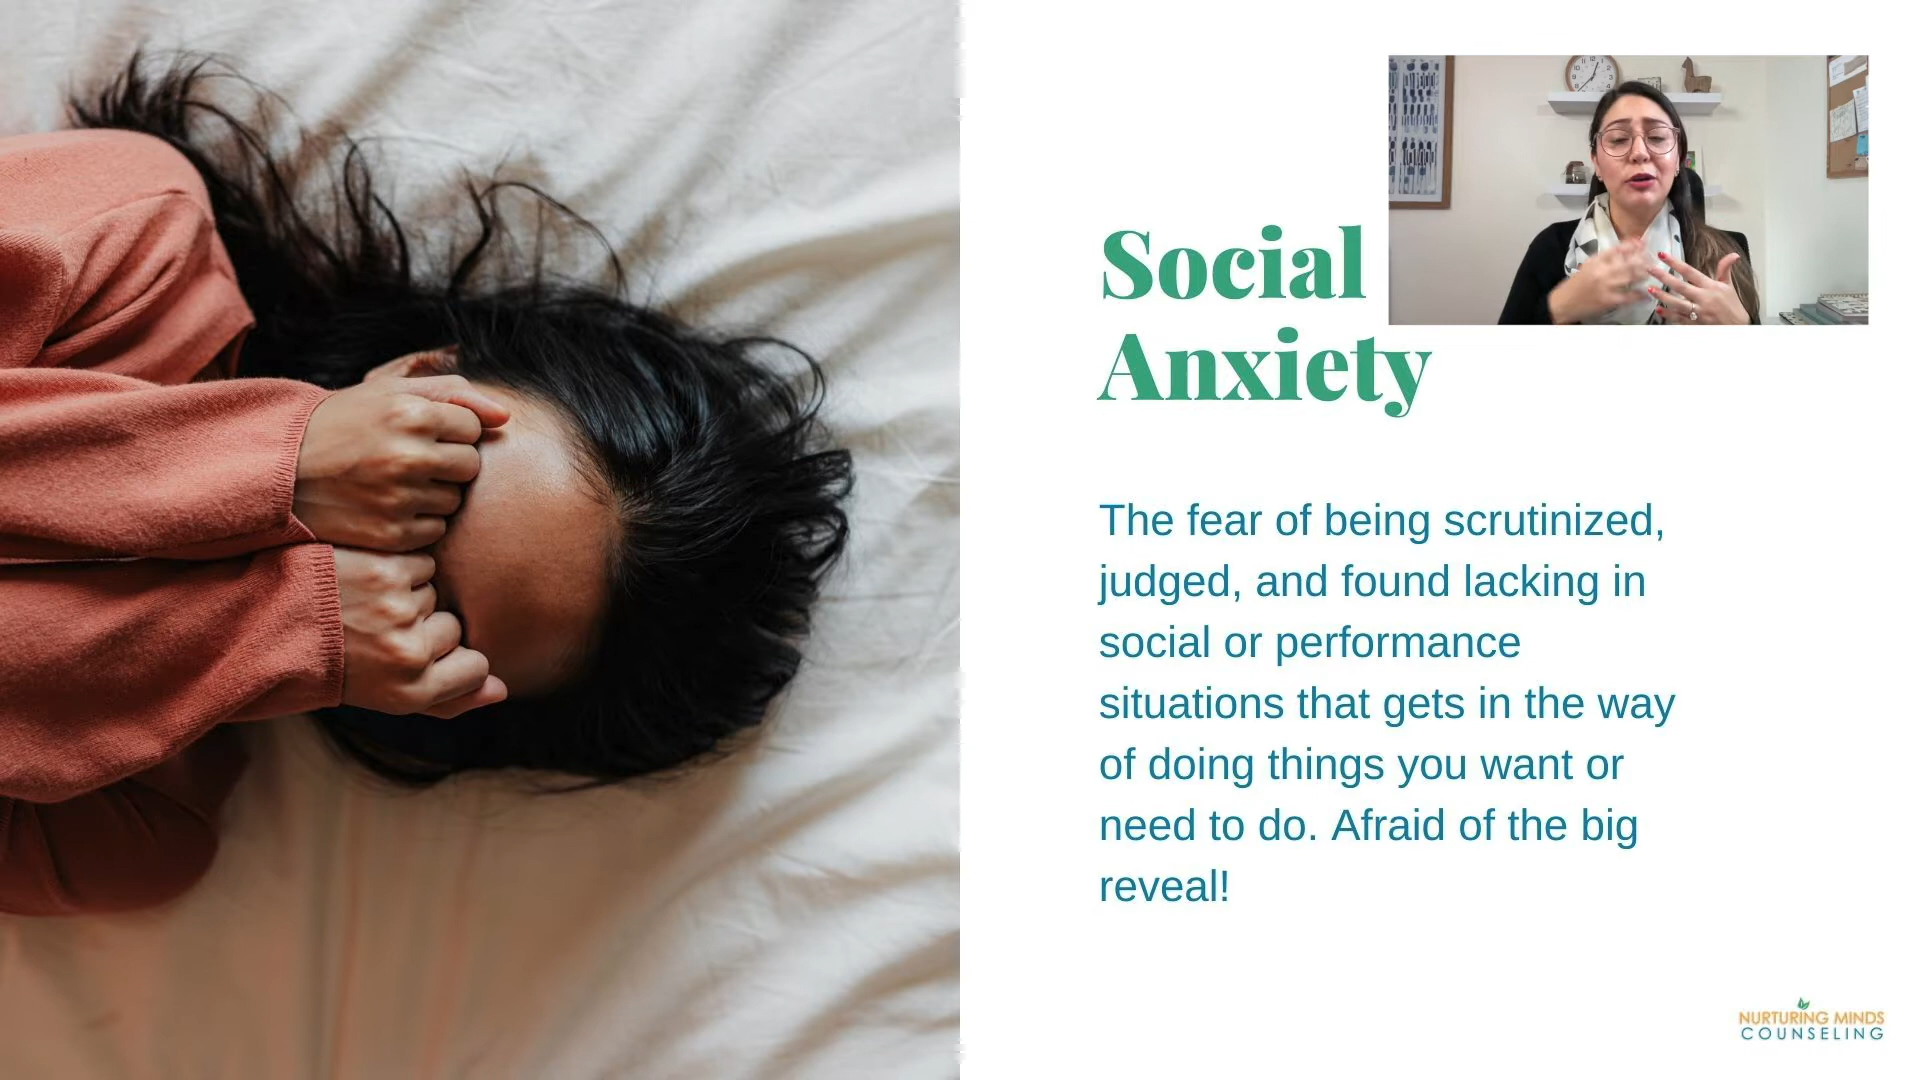 Social
Anxiety
The fear of being scrutinized,
judged, and found lacking in
social or performance
situations that gets in the way
of doing things you want or
need to do. Afraid of the big
reveal!
NURTURING MINDS
COUNSELING